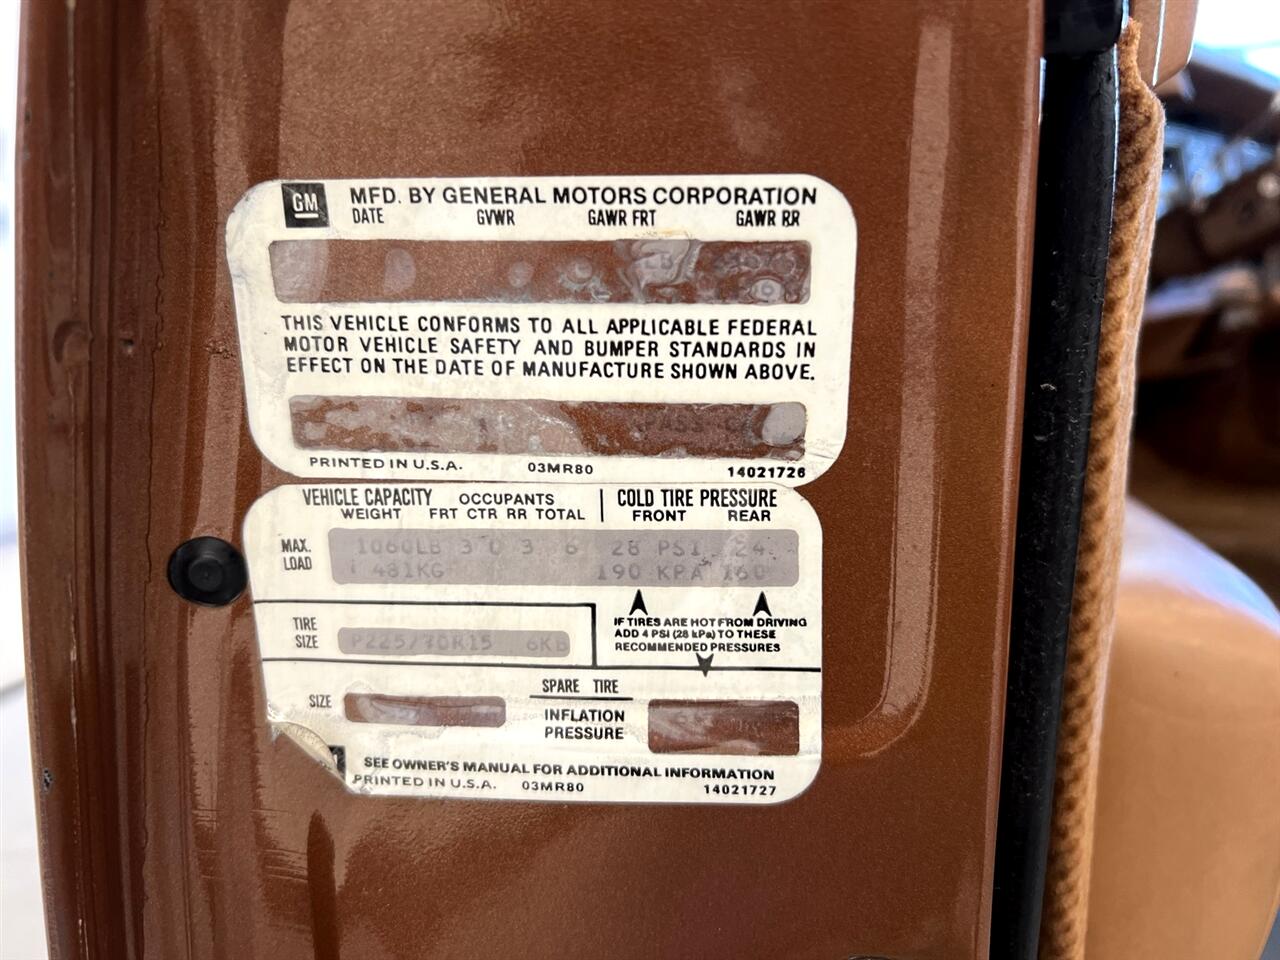 GM MFD. BY GENERAL MOTORS CORPORATION
DATE GVWR GAWR FRT GAWR RR
LB
THIS VEHICLE CONFORMS TO ALL APPLICABLE FEDERAL
MOTOR VEHICLE SAFETY AND BUMPER STANDARDS IN
EFFECT ON THE DATE OF MANUFACTURE SHOWN ABOVE.
PASS
PRINTED IN U.S.A. 03MR80 14021726
VEHICLE CAPACITY OCCUPANTS COLD TIRE PRESSURE
WEIGHT FRT CTR RR TOTAL FRONT REAR
MAX. LOAD 1060LB 3 0 3 6 28 PSI 24
481KG 190 KPA 160
IF TIRES ARE HOT FROM DRIVING
ADD 4 PSI (28 kPa) TO THESE
RECOMMENDED PRESSURES
TIRE
SIZE P225/70R15
SPARE TIRE
SIZE INFLATION
PRESSURE
SEE OWNER'S MANUAL FOR ADDITIONAL INFORMATION
PRINTED IN U.S.A. 03MR80 14021727